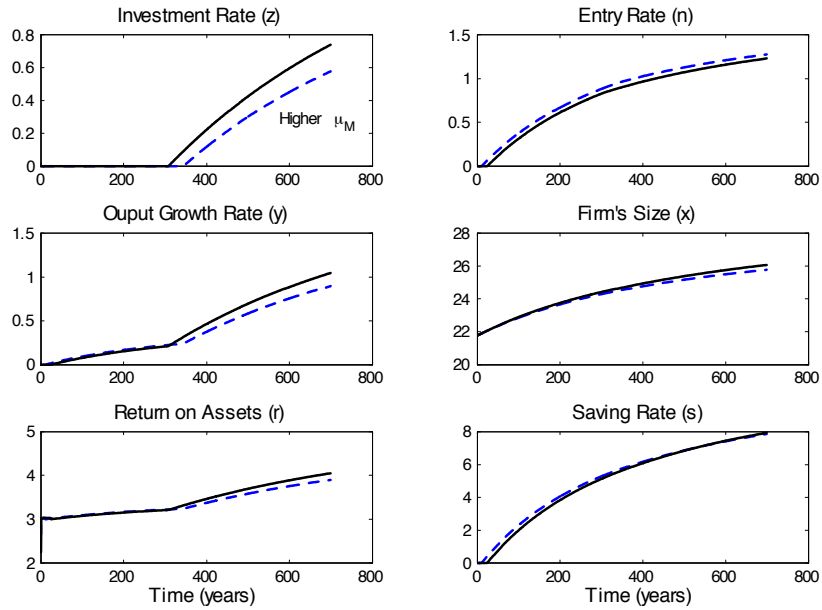 Investment Rate (z)
0.8
0.6
0.4
0.2
0
0 200 400 600 800
Higher μM
Entry Rate (n)
1.5
1
0.5
0
0 200 400 600 800
Ouput Growth Rate (y)
1.5
1
0.5
0
0 200 400 600 800
Firm's Size (x)
28
26
24
22
20
0 200 400 600 800
Return on Assets (r)
5
4
3
2
0 200 400 600 800
Time (years)
Saving Rate (s)
8
6
4
2
0
0 200 400 600 800
Time (years)